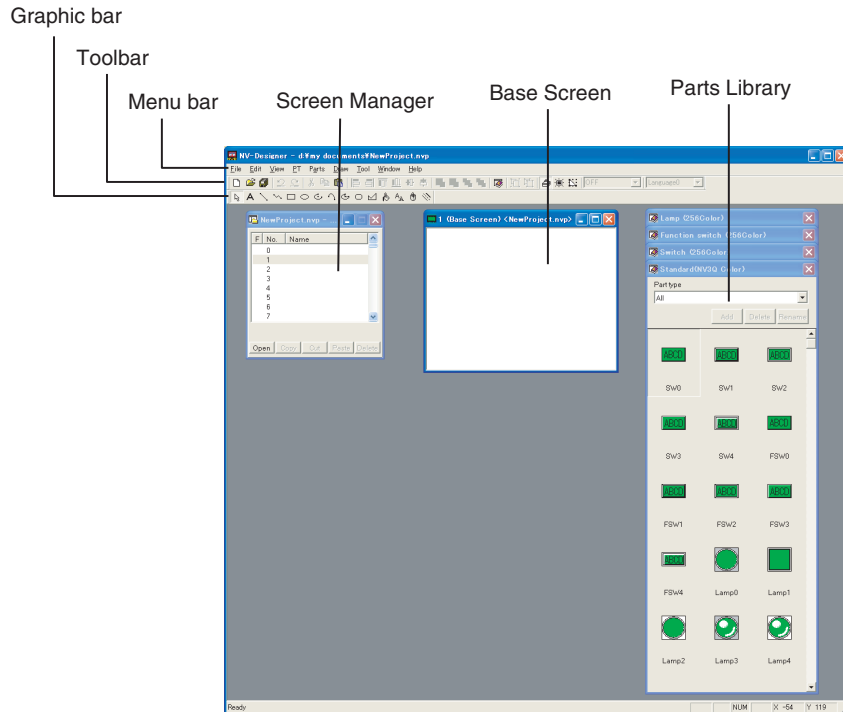 Graphic bar
Toolbar
Menu bar
Screen Manager
Base Screen
Parts Library
NV-Designer - d:¥my documents¥NewProject.nvp
File Edit View PT Parts Draw Tool Window Help
OFF
Language0
NewProject.nvp - ...
F No. Name
0
1
2
3
4
5
6
7
Open Copy Cut Paste Delete
1 (Base Screen) <NewProject.nvp>
Lamp (256Color)
Function switch (256Color)
Switch (256Color)
Standard(NV3Q Color)
Part type
All
Add Delete Rename
ABCD ABCD ABCD
SW0 SW1 SW2
ABCD ABCD ABCD
SW3 SW4 FSW0
ABCD ABCD ABCD
FSW1 FSW2 FSW3
ABCD
FSW4 Lamp0 Lamp1
Lamp2 Lamp3 Lamp4
Ready
NUM X -54 Y 119